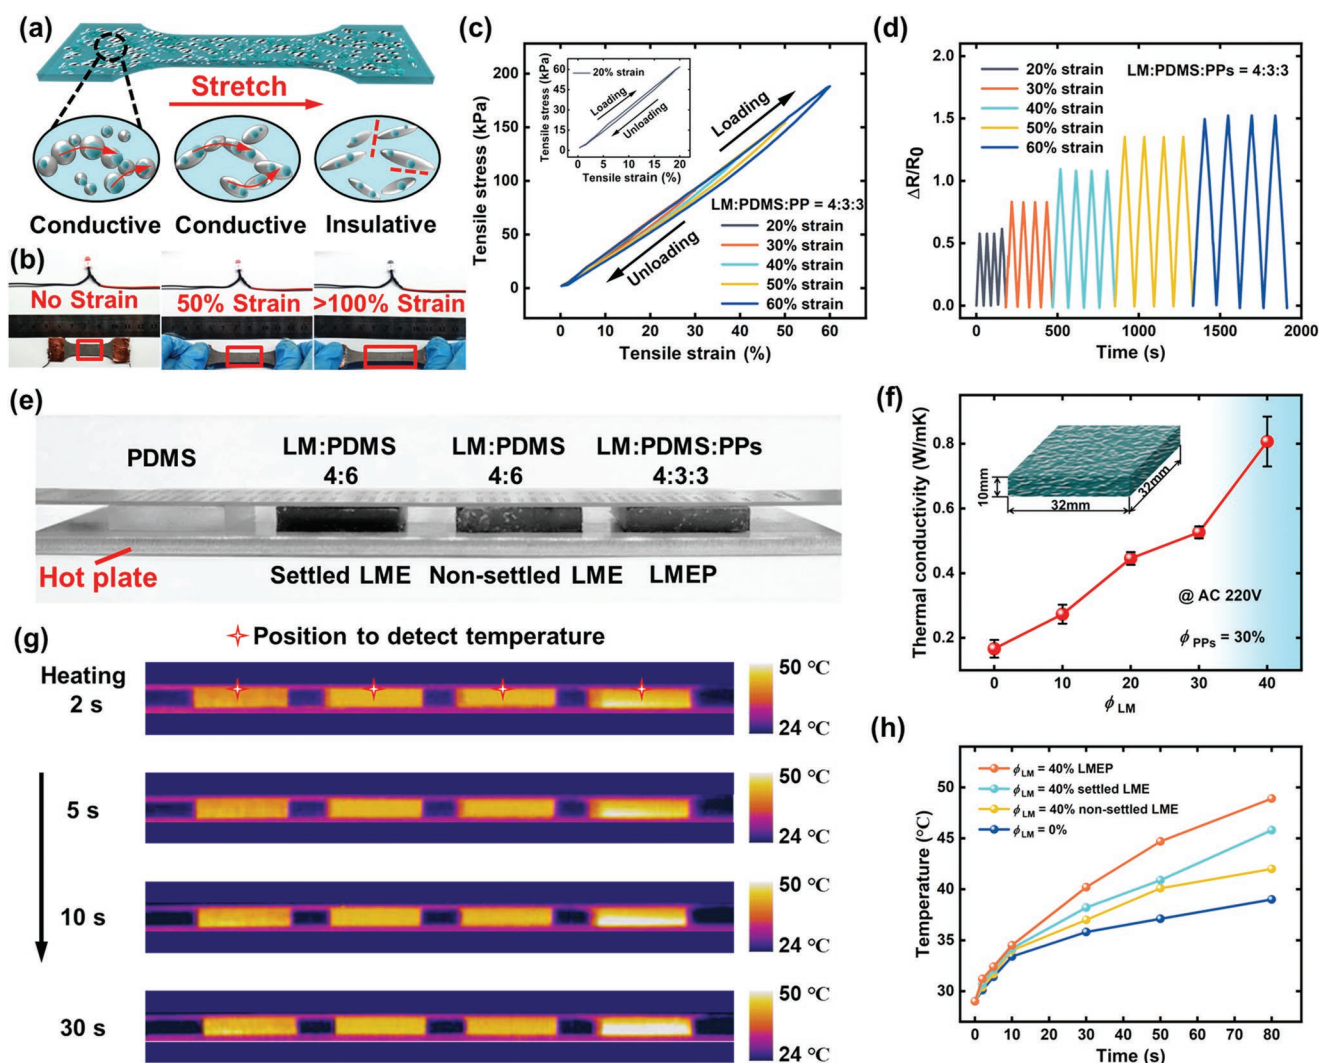 (a)
Stretch
Conductive
Conductive
Insulative
(b)
No Strain
50% Strain
>100% Strain
(c)
Tensile stress (kPa)
200
150
100
50
0
0
10
20
30
40
50
60
Tensile strain (%)
Tensile stress (kPa)
60
45
30
15
0
0
5
10
15
20
Tensile strain (%)
20% strain
Loading
Unloading
Loading
Unloading
LM:PDMS:PP = 4:3:3
20% strain
30% strain
40% strain
50% strain
60% strain
(d)
ΔR/R0
2.0
1.5
1.0
0.5
0.0
0
500
1000
1500
2000
Time (s)
20% strain
30% strain
40% strain
50% strain
60% strain
LM:PDMS:PPs = 4:3:3
(e)
PDMS
LM:PDMS
4:6
LM:PDMS
4:6
LM:PDMS:PPs
4:3:3
Hot plate
Settled LME
Non-settled LME
LMEP
(f)
Thermal conductivity (W/mK)
0.8
0.6
0.4
0.2
0
10
20
30
40
ϕLM
10mm
32mm
32mm
@ AC 220V
ϕPPs = 30%
(g)
Position to detect temperature
Heating
2 s
50 °C
24 °C
5 s
50 °C
24 °C
10 s
50 °C
24 °C
30 s
50 °C
24 °C
(h)
Temperature (°C)
50
45
40
35
30
0
10
20
30
40
50
60
70
80
Time (s)
ϕLM = 40% LMEP
ϕLM = 40% settled LME
ϕLM = 40% non-settled LME
ϕLM = 0%